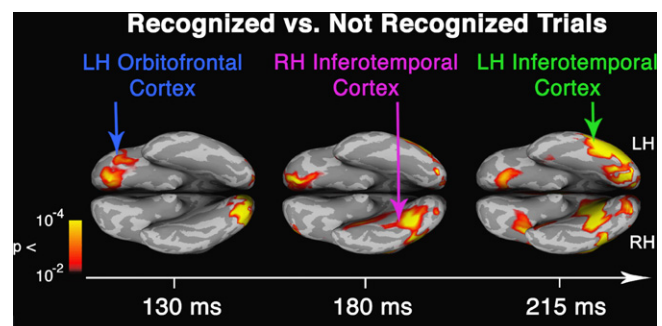 Recognized vs. Not Recognized Trials
LH Orbitofrontal
Cortex
RH Inferotemporal
Cortex
LH Inferotemporal
Cortex
LH
10⁻⁴
p <
10⁻²
RH
130 ms
180 ms
215 ms